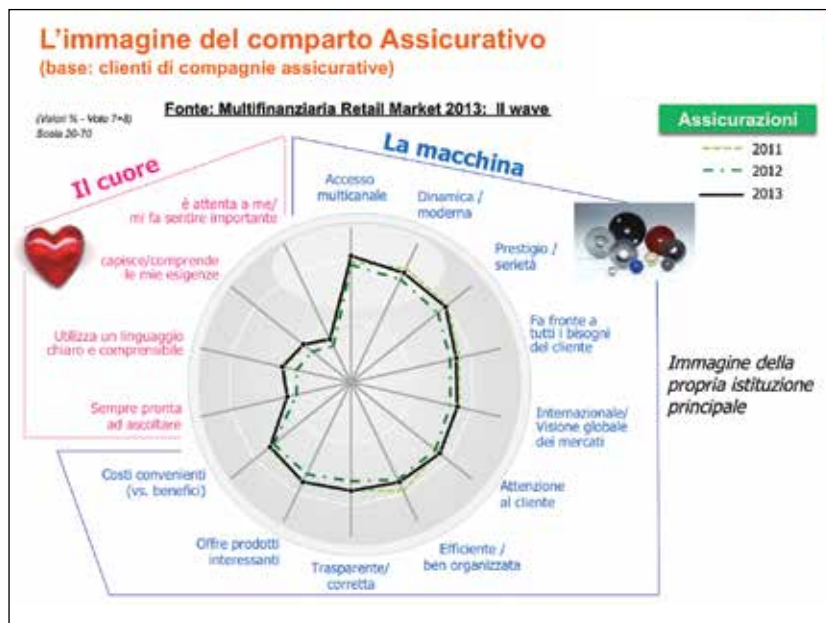 L'immagine del comparto Assicurativo
(base: clienti di compagnie assicurative)
Fonte: Multifinanziaria Retail Market 2013: II wave
(Valori % - Voto 7+8)
Scala 20-70
Assicurazioni
2011
2012
2013
Il cuore
La macchina
Accesso
multicanale
Dinamica /
moderna
Prestigio /
serietà
Fa fronte a
tutti i bisogni
del cliente
Internazionale/
Visione globale
dei mercati
Attenzione
al cliente
Efficiente /
ben organizzata
Trasparente/
corretta
Offre prodotti
interessanti
Costi convenienti
(vs. benefici)
Sempre pronta
ad ascoltare
Utilizza un linguaggio
chiaro e comprensibile
capisce/comprende
le mie esigenze
è attenta a me/
mi fa sentire importante
Immagine della
propria istituzione
principale